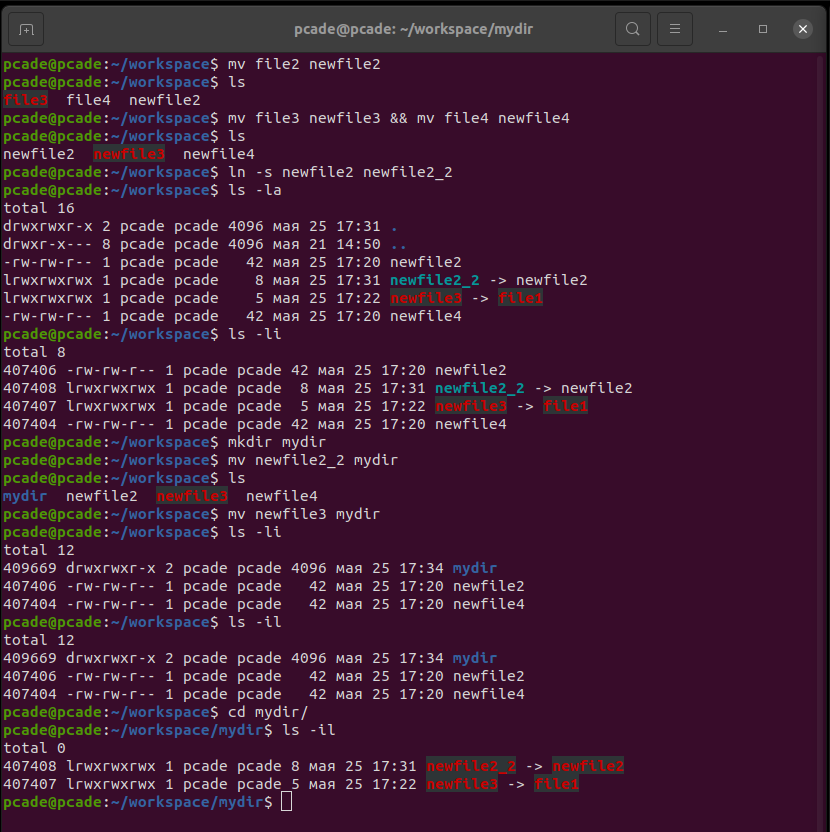 pcade@pcade: ~/workspace/mydir
pcade@pcade:~/workspace$ mv file2 newfile2
pcade@pcade:~/workspace$ ls
file3  file4  newfile2
pcade@pcade:~/workspace$ mv file3 newfile3 && mv file4 newfile4
pcade@pcade:~/workspace$ ls
newfile2  newfile3  newfile4
pcade@pcade:~/workspace$ ln -s newfile2 newfile2_2
pcade@pcade:~/workspace$ ls -la
total 16
drwxrwxr-x 2 pcade pcade 4096 мая 25 17:31 .
drwxr-x--- 8 pcade pcade 4096 мая 21 14:50 ..
-rw-rw-r-- 1 pcade pcade   42 мая 25 17:20 newfile2
lrwxrwxrwx 1 pcade pcade    8 мая 25 17:31 newfile2_2 -> newfile2
lrwxrwxrwx 1 pcade pcade    5 мая 25 17:22 newfile3 -> file1
-rw-rw-r-- 1 pcade pcade   42 мая 25 17:20 newfile4
pcade@pcade:~/workspace$ ls -li
total 8
407406 -rw-rw-r-- 1 pcade pcade 42 мая 25 17:20 newfile2
407408 lrwxrwxrwx 1 pcade pcade  8 мая 25 17:31 newfile2_2 -> newfile2
407407 lrwxrwxrwx 1 pcade pcade  5 мая 25 17:22 newfile3 -> file1
407404 -rw-rw-r-- 1 pcade pcade 42 мая 25 17:20 newfile4
pcade@pcade:~/workspace$ mkdir mydir
pcade@pcade:~/workspace$ mv newfile2_2 mydir
pcade@pcade:~/workspace$ ls
mydir  newfile2  newfile3  newfile4
pcade@pcade:~/workspace$ mv newfile3 mydir
pcade@pcade:~/workspace$ ls -li
total 12
409669 drwxrwxr-x 2 pcade pcade 4096 мая 25 17:34 mydir
407406 -rw-rw-r-- 1 pcade pcade   42 мая 25 17:20 newfile2
407404 -rw-rw-r-- 1 pcade pcade   42 мая 25 17:20 newfile4
pcade@pcade:~/workspace$ ls -il
total 12
409669 drwxrwxr-x 2 pcade pcade 4096 мая 25 17:34 mydir
407406 -rw-rw-r-- 1 pcade pcade   42 мая 25 17:20 newfile2
407404 -rw-rw-r-- 1 pcade pcade   42 мая 25 17:20 newfile4
pcade@pcade:~/workspace$ cd mydir/
pcade@pcade:~/workspace/mydir$ ls -il
total 0
407408 lrwxrwxrwx 1 pcade pcade 8 мая 25 17:31 newfile2_2 -> newfile2
407407 lrwxrwxrwx 1 pcade pcade 5 мая 25 17:22 newfile3 -> file1
pcade@pcade:~/workspace/mydir$